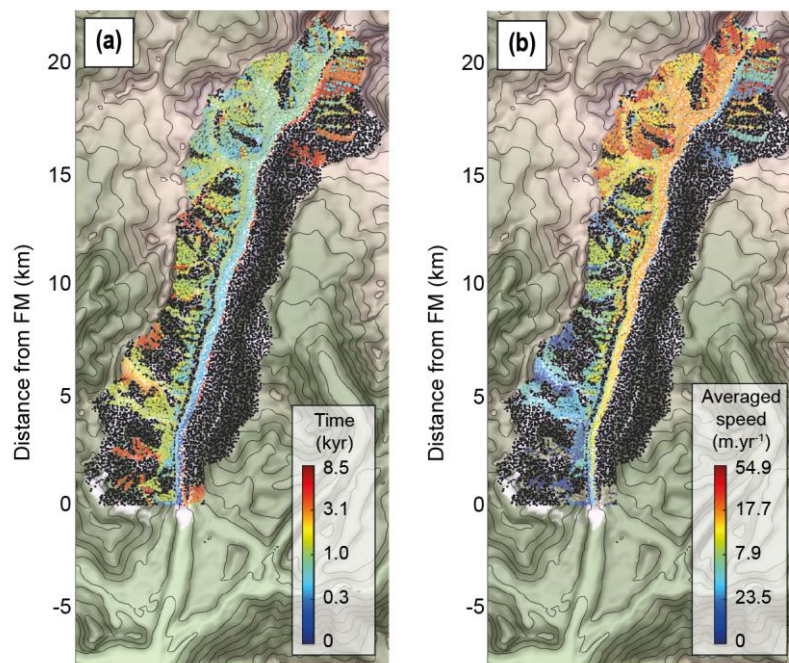 (a)
Distance from FM (km)
20
15
10
5
0
-5
Time
(kyr)
8.5
3.1
1.0
0.3
0
(b)
Distance from FM (km)
20
15
10
5
0
-5
Averaged
speed
(m.yr⁻¹)
54.9
17.7
7.9
23.5
0